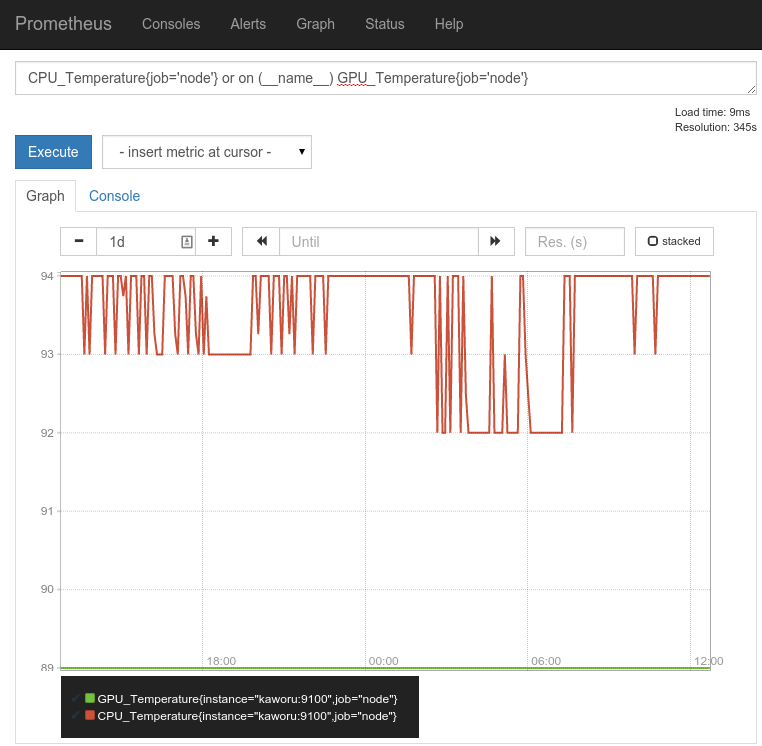 Prometheus Consoles Alerts Graph Status Help
CPU_Temperature{job='node'} or on (__name__) GPU_Temperature{job='node'}
Load time: 9ms
Resolution: 345s
Execute - insert metric at cursor -
Graph Console
1d Until Res. (s) stacked
94
93
92
91
90
89
18:00 00:00 06:00 12:00
GPU_Temperature{instance="kaworu:9100",job="node"}
CPU_Temperature{instance="kaworu:9100",job="node"}